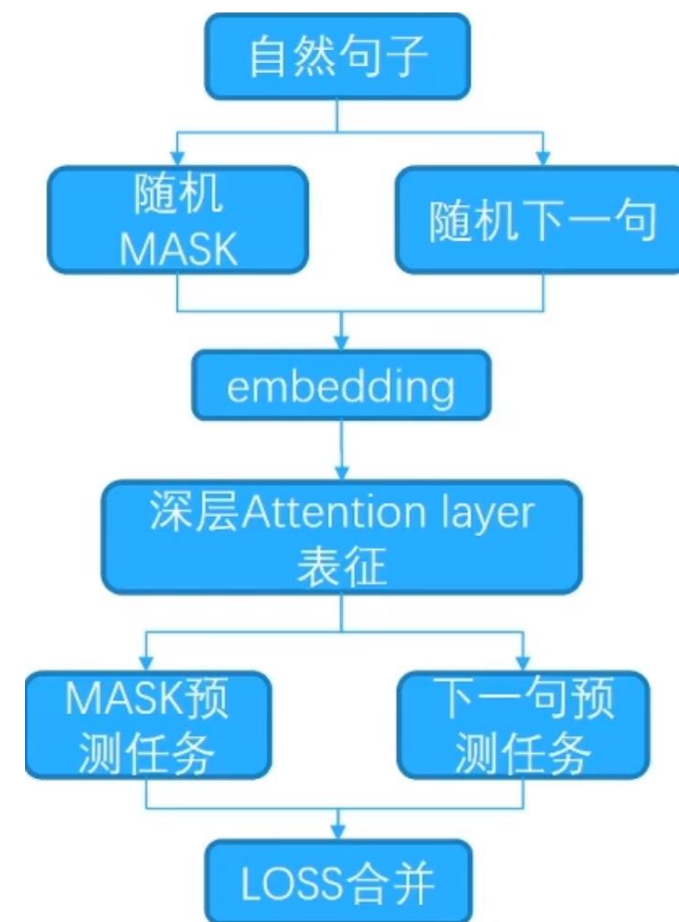 自然句子
随机
MASK
随机下一句
embedding
深层Attention layer
表征
MASK预
测任务
下一句预
测任务
LOSS合并